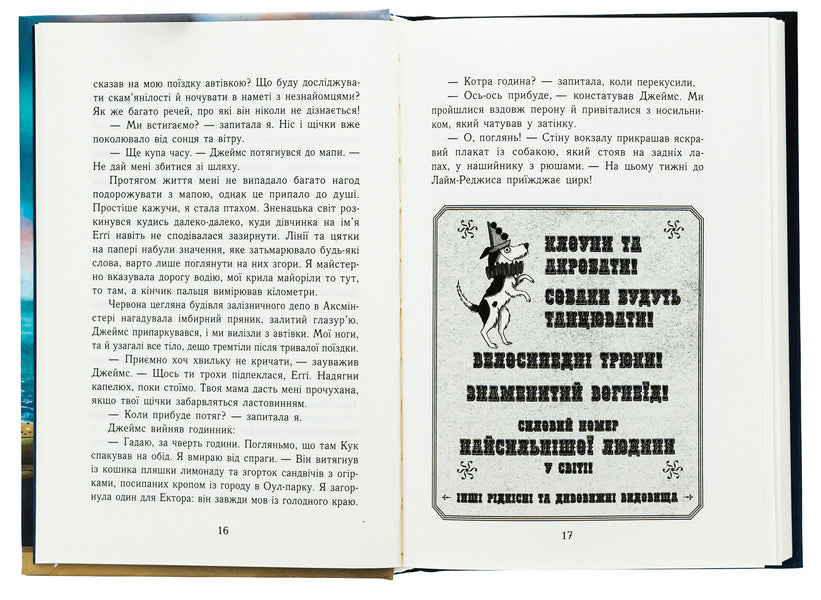 сказав на мою поїздку автівкою? Що буду досліджува-
ти скам'янілості й ночувати в наметі з незнайомцями?
Як же багато речей, про які він ніколи не дізнається!
— Ми встигаємо? — запитала я. Ніс і щічки вже
поколювало від сонця та вітру.
— Ще купа часу. — Джеймс потягнувся до мапи. —
Не дай мені збитися зі шляху.
Протягом життя мені не випадало багато нагод
подорожувати з мапою, однак це припало до душі.
Простіше кажучи, я стала птахом. Зненацька світ роз-
кинувся кудись далеко-далеко, куди дівчинка на ім'я
Еґґі навіть не сподівалася зазирнути. Лінії та цятки
на папері набули значення, яке затьмарювало будь-які
слова, варто лише поглянути на них згори. Я майстер-
но вказувала дорогу водію, мої крила майоріли то тут,
то там, а кінчик пальця вимірював кілометри.
Червона цегляна будівля залізничного депо в Аксмін-
стері нагадувала імбирний пряник, залитий глазур'ю.
Джеймс припаркувався, і ми вилізли з автівки. Мої ноги,
та й узагалі все тіло, дещо тремтіли після тривалої поїздки.
— Приємно хоч хвильку не кричати, — зауважив
Джеймс. — Щось ти трохи підпеклася, Еґґі. Надягни
капелюх, поки стоїмо. Твоя мама дасть мені прочухана,
якщо твої щічки забарвляться ластовинням.
— Коли прибуде потяг? — запитала я.
Джеймс вийняв годинник:
— Гадаю, за чверть години. Погляньмо, що там Кук
спакував на обід. Я вмираю від спраги. — Він витягнув
із кошика пляшки лимонаду та згорток сандвічів з огір-
ками, посипаних кропом із городу в Оул-парку. Я загор-
нула один для Ектора: він завжди мов із голодного краю.
16
— Котра година? — запитала, коли перекусили.
— Ось-ось прибуде, — констатував Джеймс. Ми
пройшлися вздовж перону й привіталися з носильни-
ком, який чатував у затінку.
— О, поглянь! — Стіну вокзалу прикрашав яскра-
вий плакат із собакою, який стояв на задніх ла-
пах, у нашийнику з рюшами. — На цьому тижні до
Лайм-Реджиса приїжджає цирк!
КЛОУНИ ТА
АКРОБАТИ!
СОБАКИ БУДУТЬ
ТАНЦЮВАТИ!
ВЕЛОСИПЕДНІ ТРЮКИ!
ЗНАМЕНИТИЙ ВОГНЕЇД!
СИЛОВИЙ НОМЕР
НАЙСИЛЬНІШОЇ ЛЮДИНИ
У СВІТІ!
ІНШІ РІДКІСНІ ТА ДИВОВИЖНІ ВИДОВИЩА
17